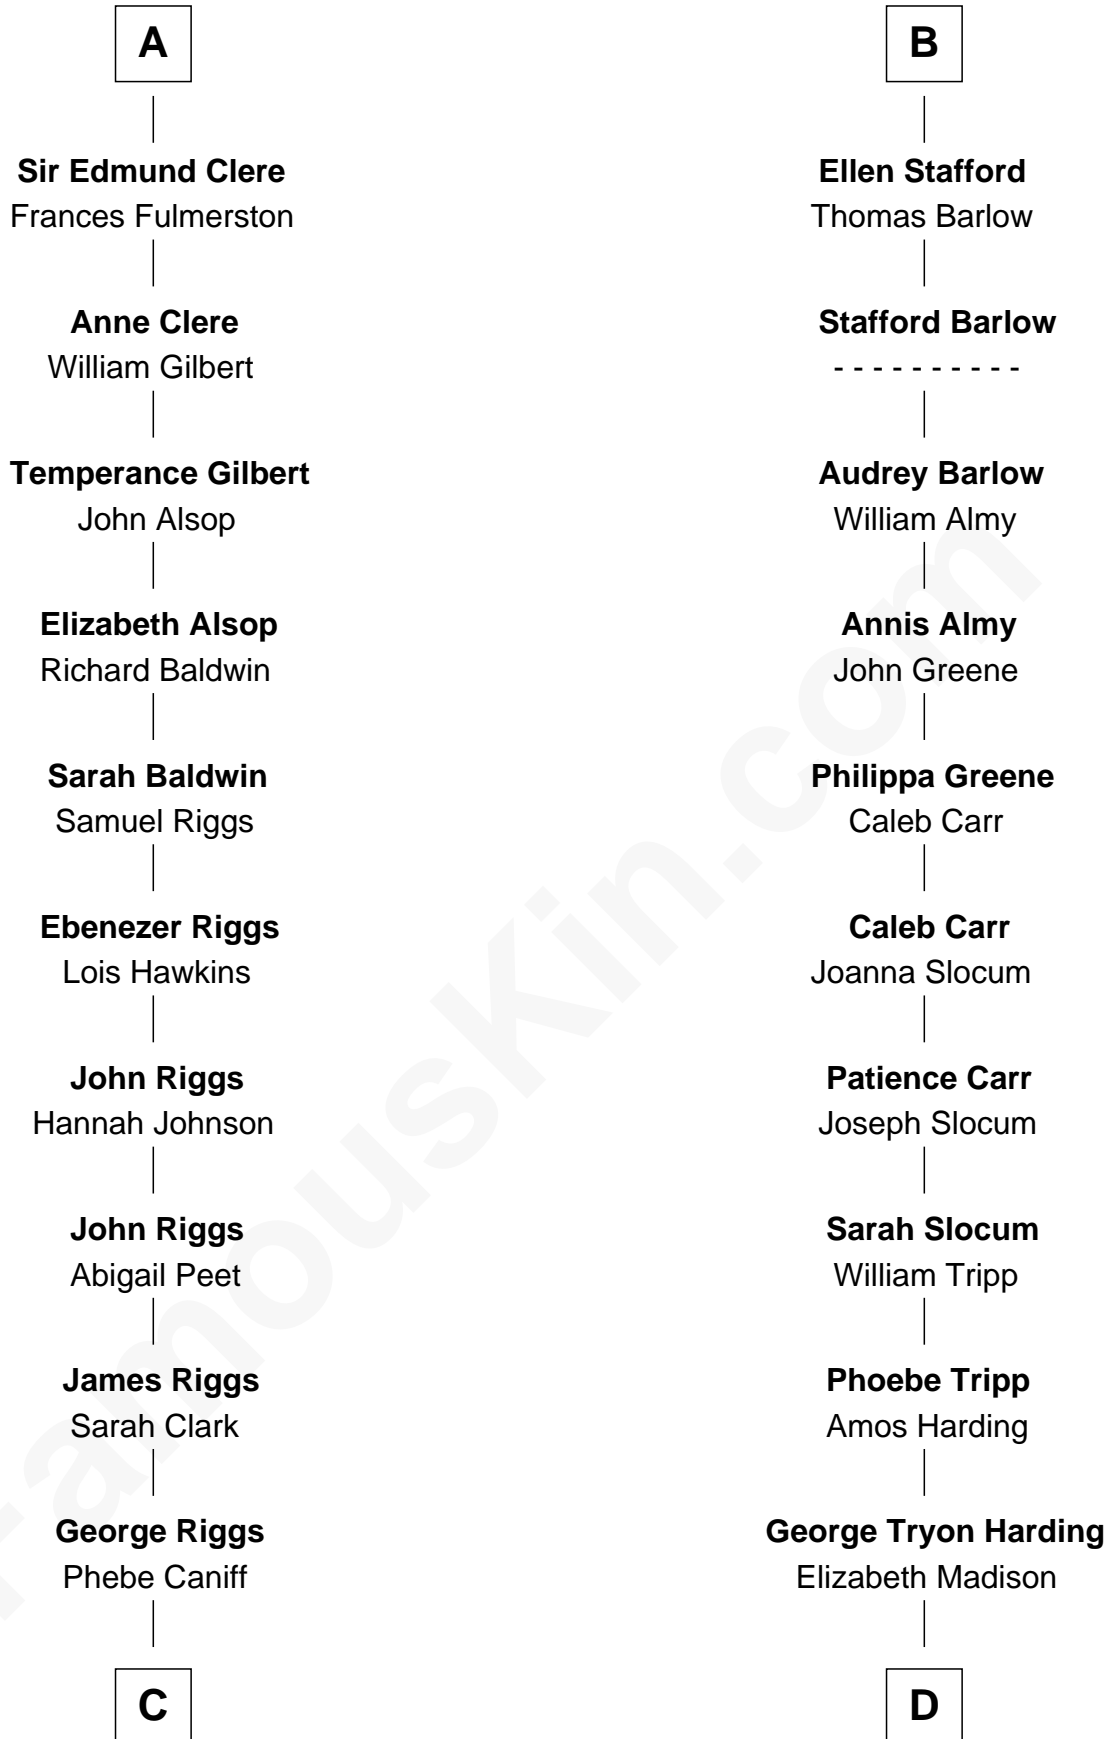 A
Sir Edmund Clere
Frances Fulmerston
Anne Clere
William Gilbert
Temperance Gilbert
John Alsop
Elizabeth Alsop
Richard Baldwin
Sarah Baldwin
Samuel Riggs
Ebenezer Riggs
Lois Hawkins
John Riggs
Hannah Johnson
John Riggs
Abigail Peet
James Riggs
Sarah Clark
George Riggs
Phebe Caniff
C
B
Ellen Stafford
Thomas Barlow
Stafford Barlow
- - - - - - - - - -
Audrey Barlow
William Almy
Annis Almy
John Greene
Philippa Greene
Caleb Carr
Caleb Carr
Joanna Slocum
Patience Carr
Joseph Slocum
Sarah Slocum
William Tripp
Phoebe Tripp
Amos Harding
George Tryon Harding
Elizabeth Madison
D
FamousKin.com